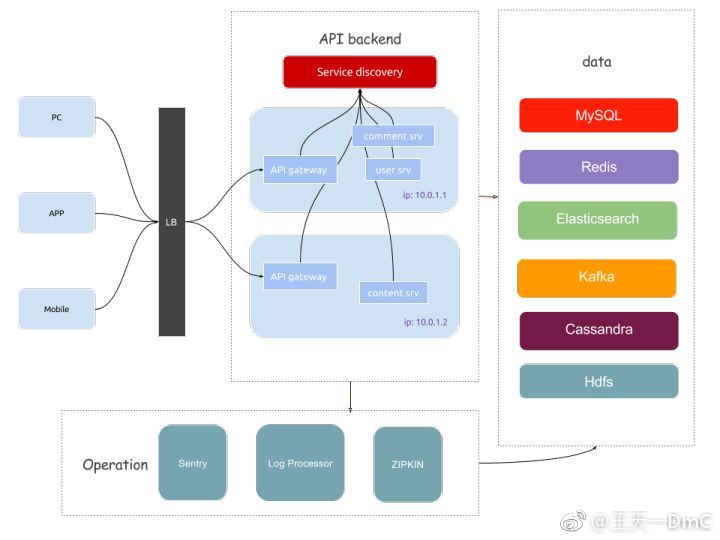 API backend
Service discovery
data
PC
APP
Mobile
LB
comment srv
API gateway
user srv
ip: 10.0.1.1
API gateway
content srv
ip: 10.0.1.2
MySQL
Redis
Elasticsearch
Kafka
Cassandra
Hdfs
Operation
Sentry
Log Processor
ZIPKIN
@王天一DmC